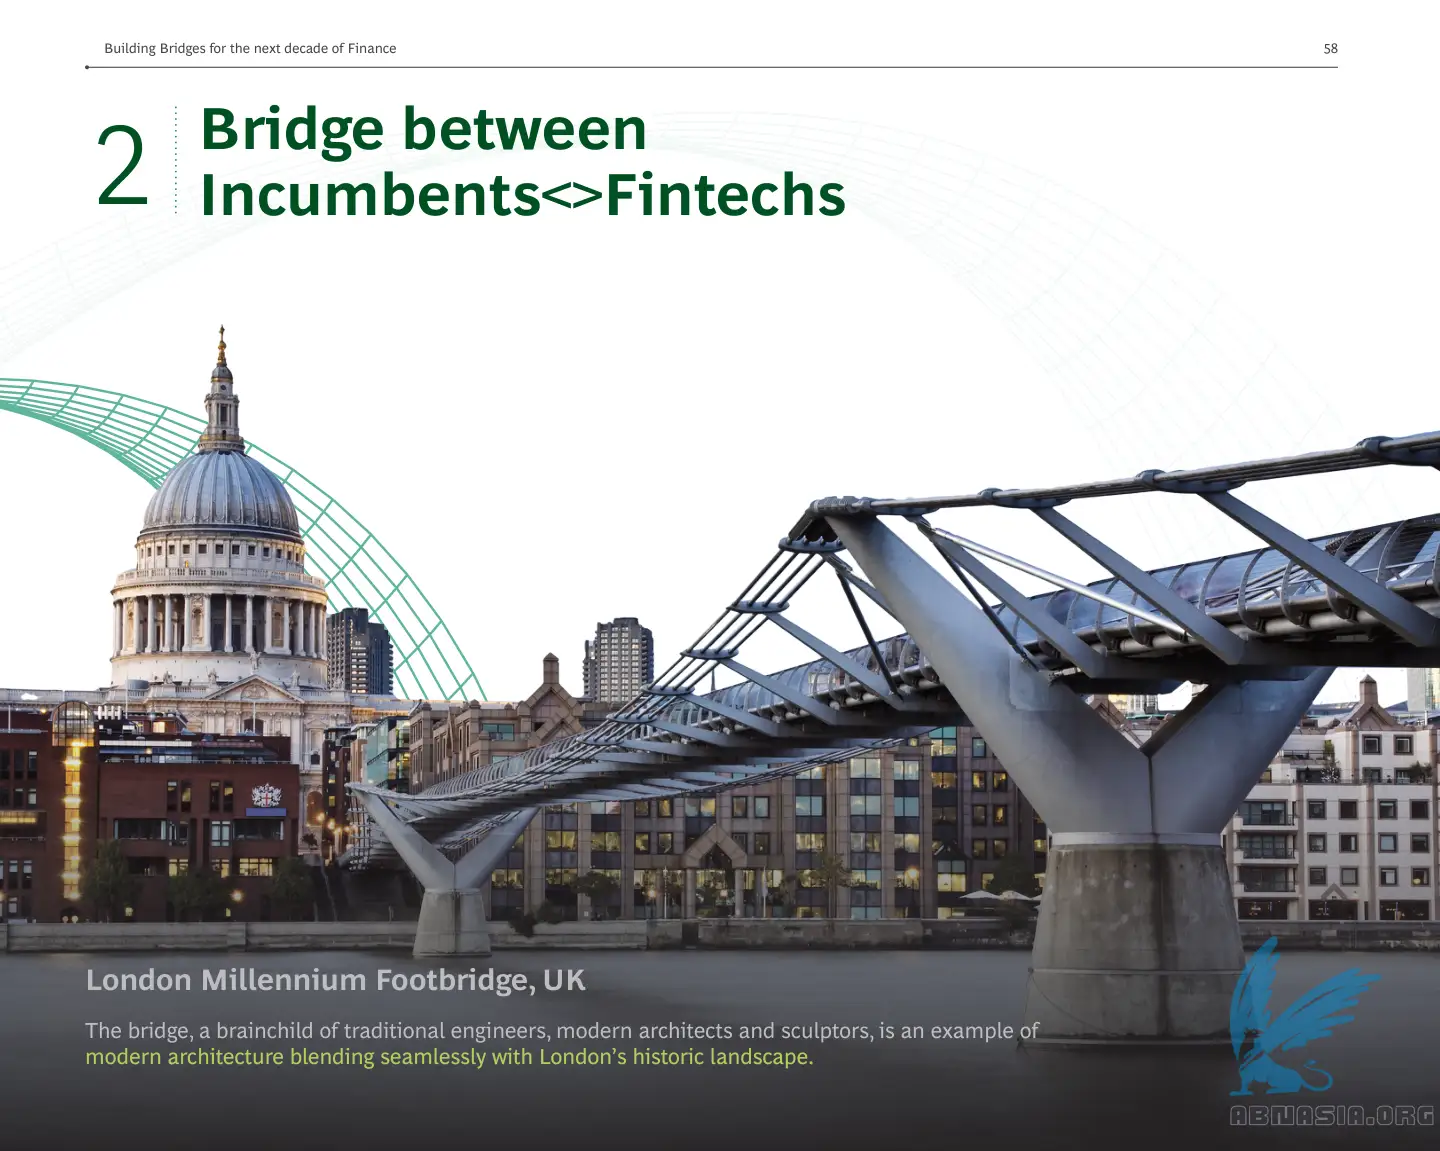 Building Bridges for the next decade of Finance
58
2
Bridge between
Incumbents<>Fintechs
London Millennium Footbridge, UK
The bridge, a brainchild of traditional engineers, modern architects and sculptors, is an example of
modern architecture blending seamlessly with London’s historic landscape.
ABNASIA.ORG